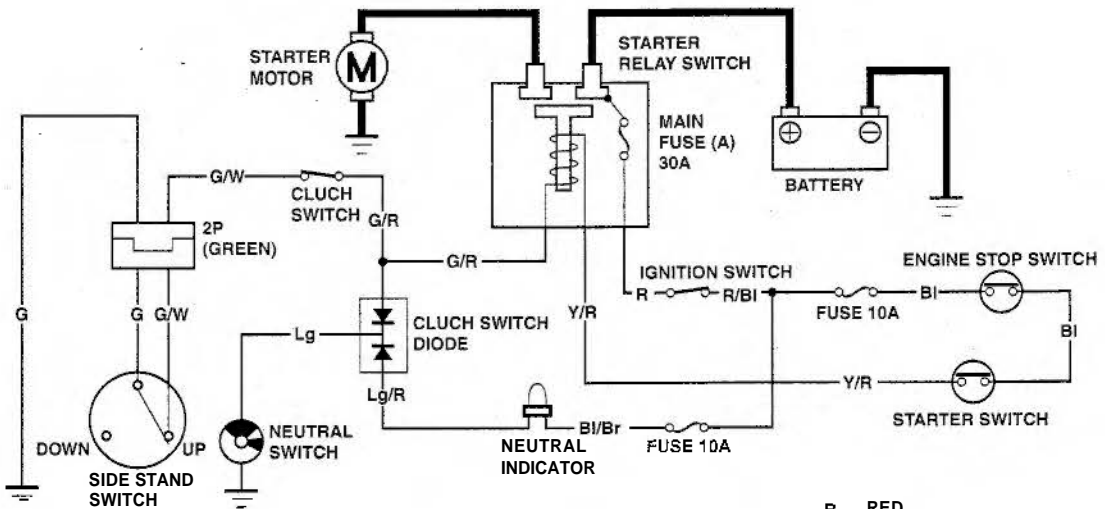 STARTER
MOTOR
M
STARTER
RELAY SWITCH
MAIN
FUSE (A)
30A
BATTERY
G/W
CLUCH
SWITCH
G/R
2P
(GREEN)
G/R
IGNITION SWITCH
R
R/Bl
ENGINE STOP SWITCH
FUSE 10A
Bl
Bl
G
G
G/W
Y/R
Lg
CLUCH SWITCH
DIODE
Lg/R
Y/R
STARTER SWITCH
DOWN
UP
SIDE STAND
SWITCH
NEUTRAL
SWITCH
NEUTRAL
INDICATOR
Bl/Br
FUSE 10A
RED